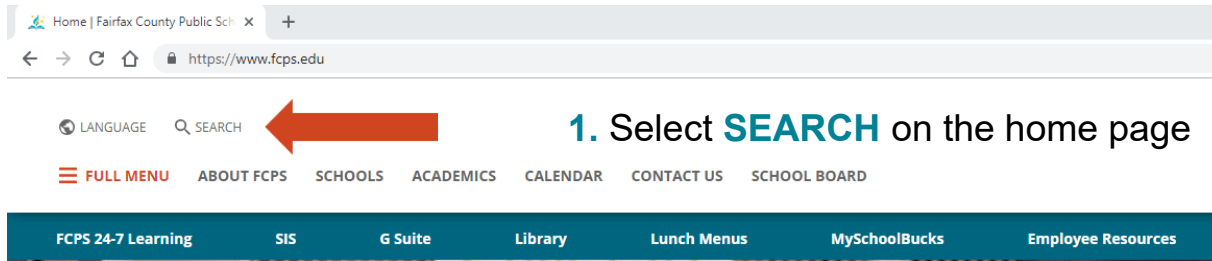 Home | Fairfax County Public Sch
https://www.fcps.edu
LANGUAGE SEARCH
1. Select SEARCH on the home page
FULL MENU ABOUT FCPS SCHOOLS ACADEMICS CALENDAR CONTACT US SCHOOL BOARD
FCPS 24-7 Learning SIS G Suite Library Lunch Menus MySchoolBucks Employee Resources